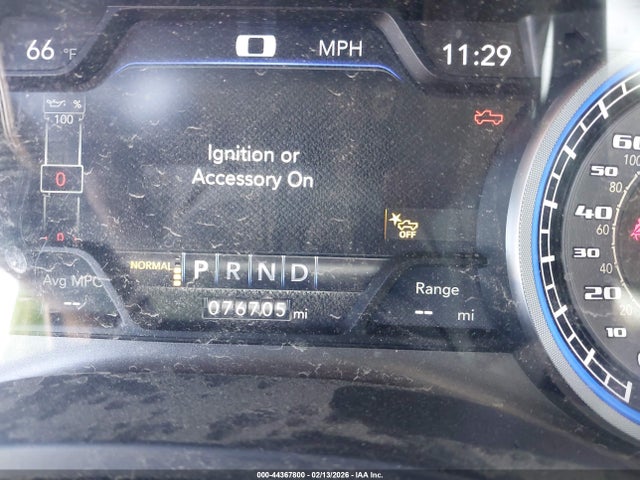 66 °F
0 MPH
11:29
%
100
Ignition or
Accessory On
0
OFF
NORMAL P R N D
Avg MPG
--
076705 mi
Range
-- mi
60
100
50
80
40
60
30
40
20
20
10
000-44367800 - 02/13/2026 - IAA Inc.